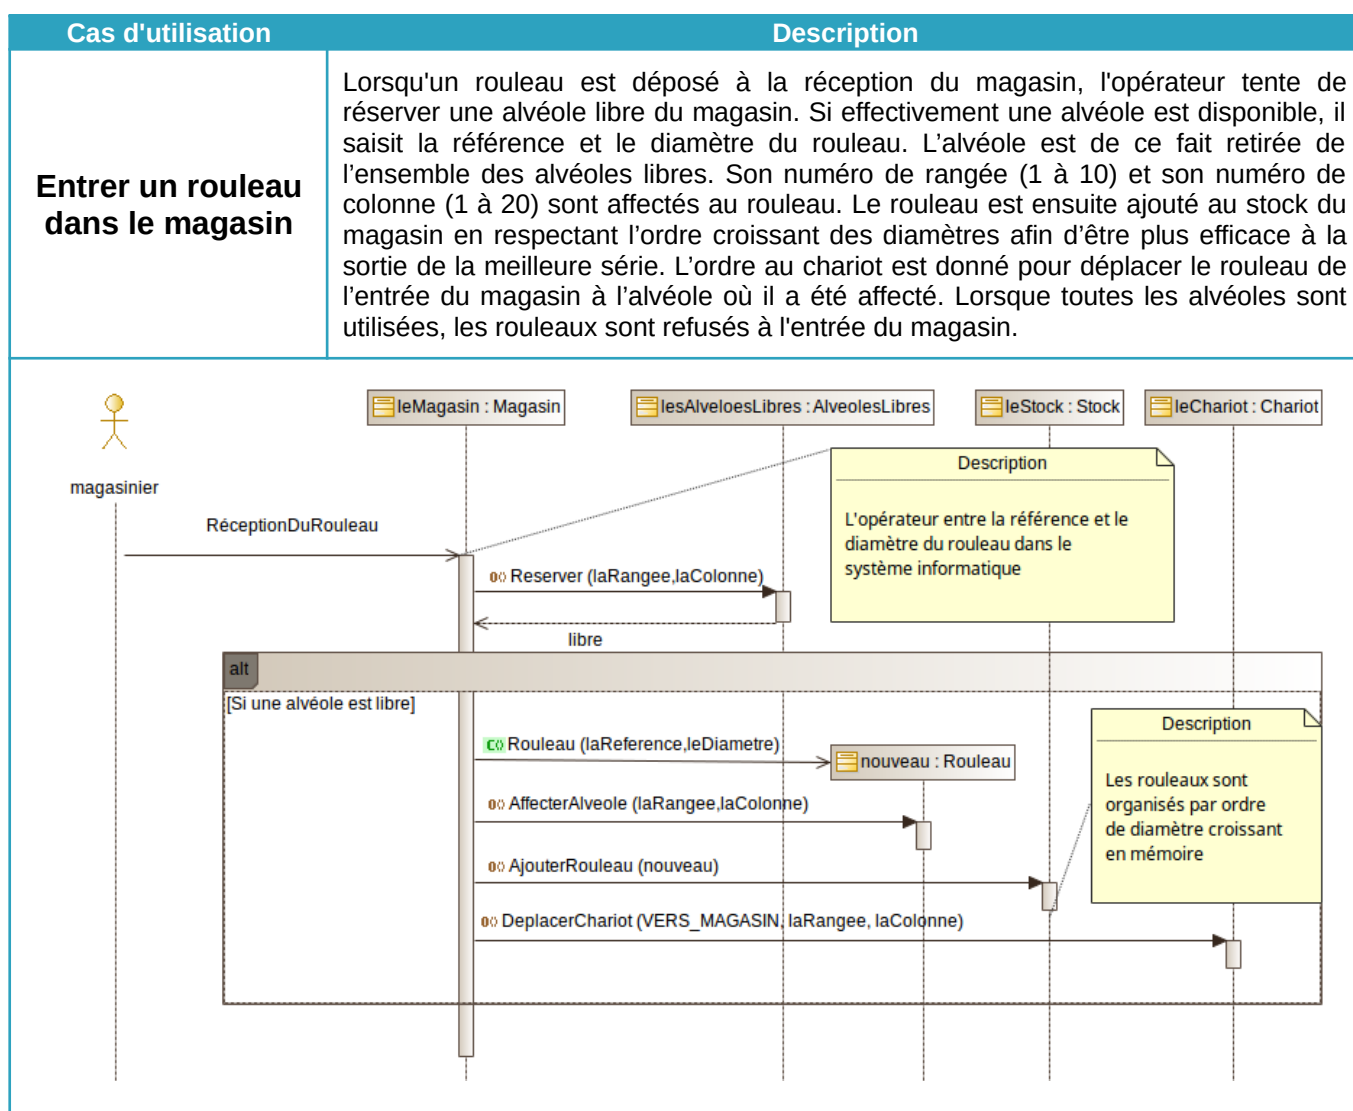 Cas d'utilisation
Description
Entrer un rouleau
dans le magasin
Lorsqu'un rouleau est déposé à la réception du magasin, l'opérateur tente de
réserver une alvéole libre du magasin. Si effectivement une alvéole est disponible, il
saisit la référence et le diamètre du rouleau. L’alvéole est de ce fait retirée de
l’ensemble des alvéoles libres. Son numéro de rangée (1 à 10) et son numéro de
colonne (1 à 20) sont affectés au rouleau. Le rouleau est ensuite ajouté au stock du
magasin en respectant l’ordre croissant des diamètres afin d’être plus efficace à la
sortie de la meilleure série. L’ordre au chariot est donné pour déplacer le rouleau de
l’entrée du magasin à l’alvéole où il a été affecté. Lorsque toutes les alvéoles sont
utilisées, les rouleaux sont refusés à l'entrée du magasin.
leMagasin : Magasin
lesAlveloesLibres : AlveolesLibres
leStock : Stock
leChariot : Chariot
magasinier
Description
L'opérateur entre la référence et le
diamètre du rouleau dans le
système informatique
RéceptionDuRouleau
Reserver (laRangee,laColonne)
libre
alt
[Si une alvéole est libre]
Description
Les rouleaux sont
organisés par ordre
de diamètre croissant
en mémoire
Rouleau (laReference,leDiametre)
nouveau : Rouleau
AffecterAlveole (laRangee,laColonne)
AjouterRouleau (nouveau)
DeplacerChariot (VERS_MAGASIN, laRangee, laColonne)